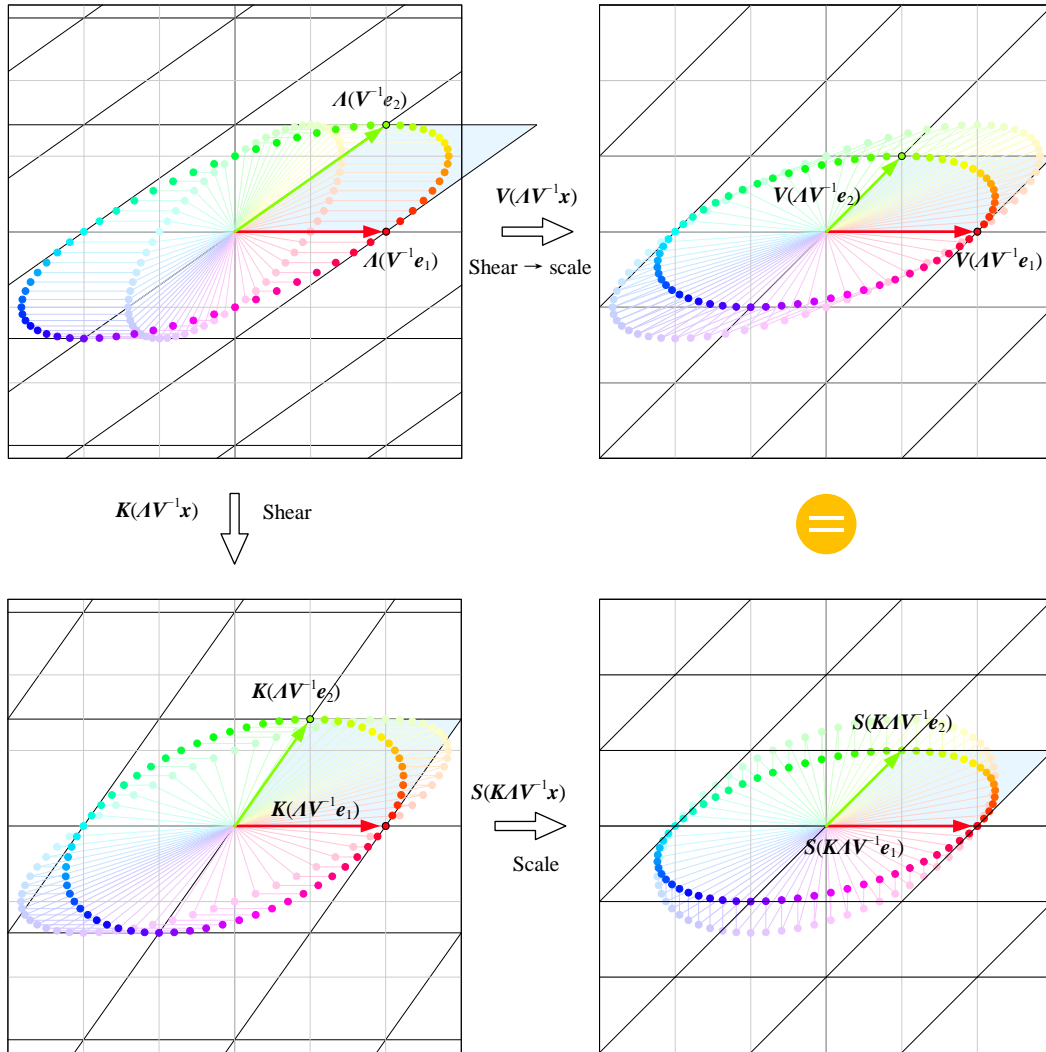 Λ(V⁻¹e₂)
Λ(V⁻¹e₁)
V(ΛV⁻¹x)
Shear → scale
V(ΛV⁻¹e₂)
V(ΛV⁻¹e₁)
K(ΛV⁻¹x)
Shear
K(ΛV⁻¹e₂)
K(ΛV⁻¹e₁)
S(KΛV⁻¹x)
Scale
S(KΛV⁻¹e₂)
S(KΛV⁻¹e₁)